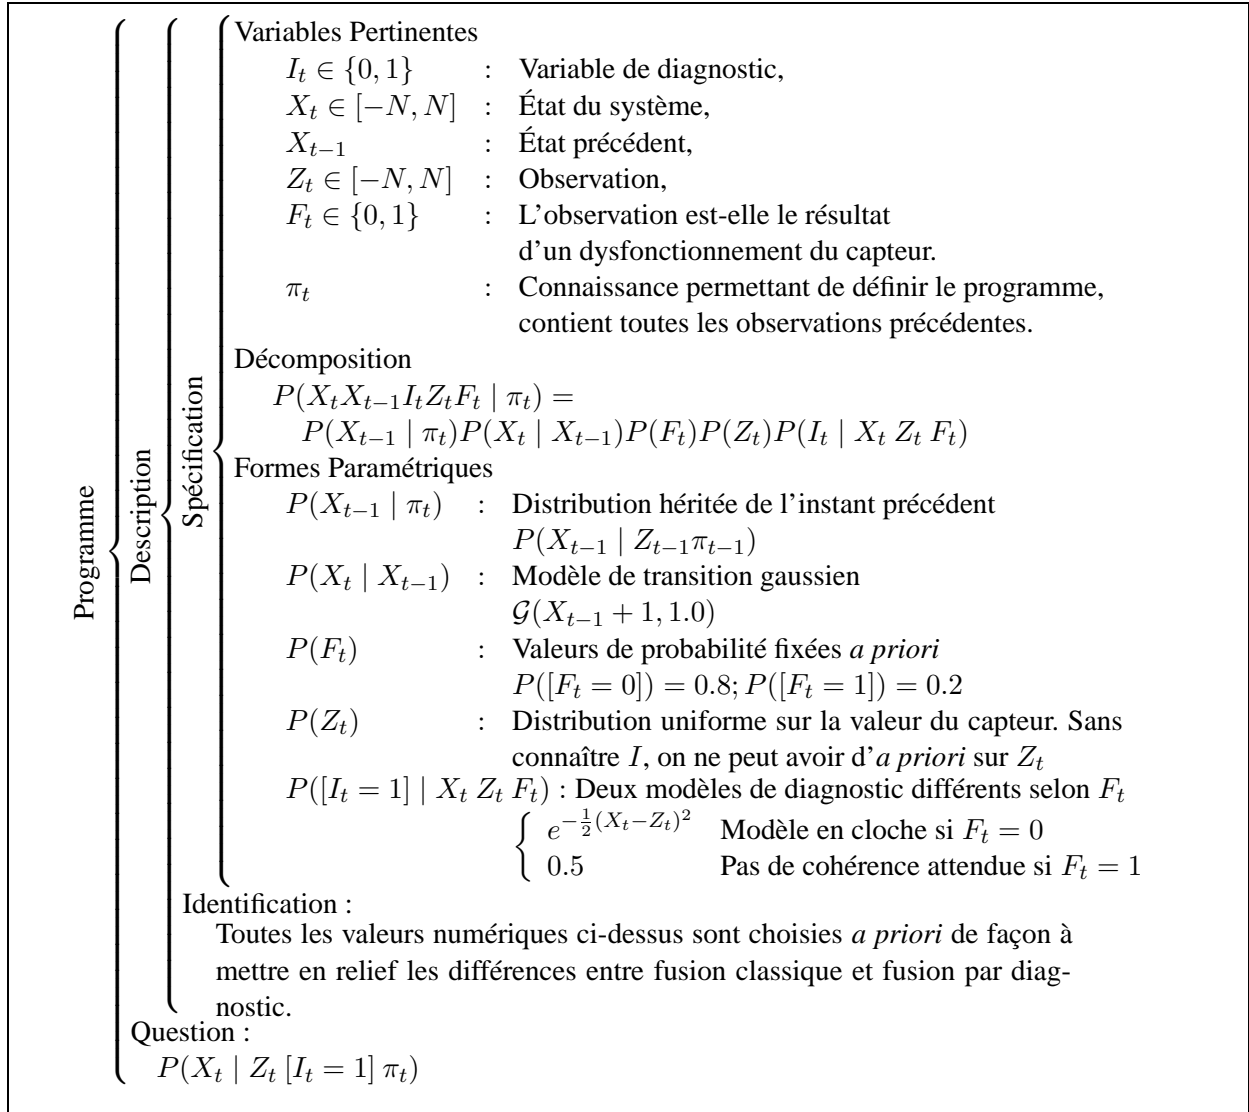 Programme
Description
Spécification
Variables Pertinentes
I_t ∈ {0, 1} : Variable de diagnostic,
X_t ∈ [−N, N] : État du système,
X_{t−1} : État précédent,
Z_t ∈ [−N, N] : Observation,
F_t ∈ {0, 1} : L'observation est-elle le résultat
d'un dysfonctionnement du capteur.
π_t : Connaissance permettant de définir le programme,
contient toutes les observations précédentes.
Décomposition
P(X_t X_{t−1} I_t Z_t F_t | π_t) =
P(X_{t−1} | π_t)P(X_t | X_{t−1})P(F_t)P(Z_t)P(I_t | X_t Z_t F_t)
Formes Paramétriques
P(X_{t−1} | π_t) : Distribution héritée de l'instant précédent
P(X_{t−1} | Z_{t−1}π_{t−1})
P(X_t | X_{t−1}) : Modèle de transition gaussien
𝒢(X_{t−1} + 1, 1.0)
P(F_t) : Valeurs de probabilité fixées a priori
P([F_t = 0]) = 0.8; P([F_t = 1]) = 0.2
P(Z_t) : Distribution uniforme sur la valeur du capteur. Sans
connaître I, on ne peut avoir d'a priori sur Z_t
P([I_t = 1] | X_t Z_t F_t) : Deux modèles de diagnostic différents selon F_t
{ e^{−\frac{1}{2}(X_t−Z_t)^2} Modèle en cloche si F_t = 0
0.5 Pas de cohérence attendue si F_t = 1
Identification :
Toutes les valeurs numériques ci-dessus sont choisies a priori de façon à
mettre en relief les différences entre fusion classique et fusion par diag-
nostic.
Question :
P(X_t | Z_t [I_t = 1] π_t)